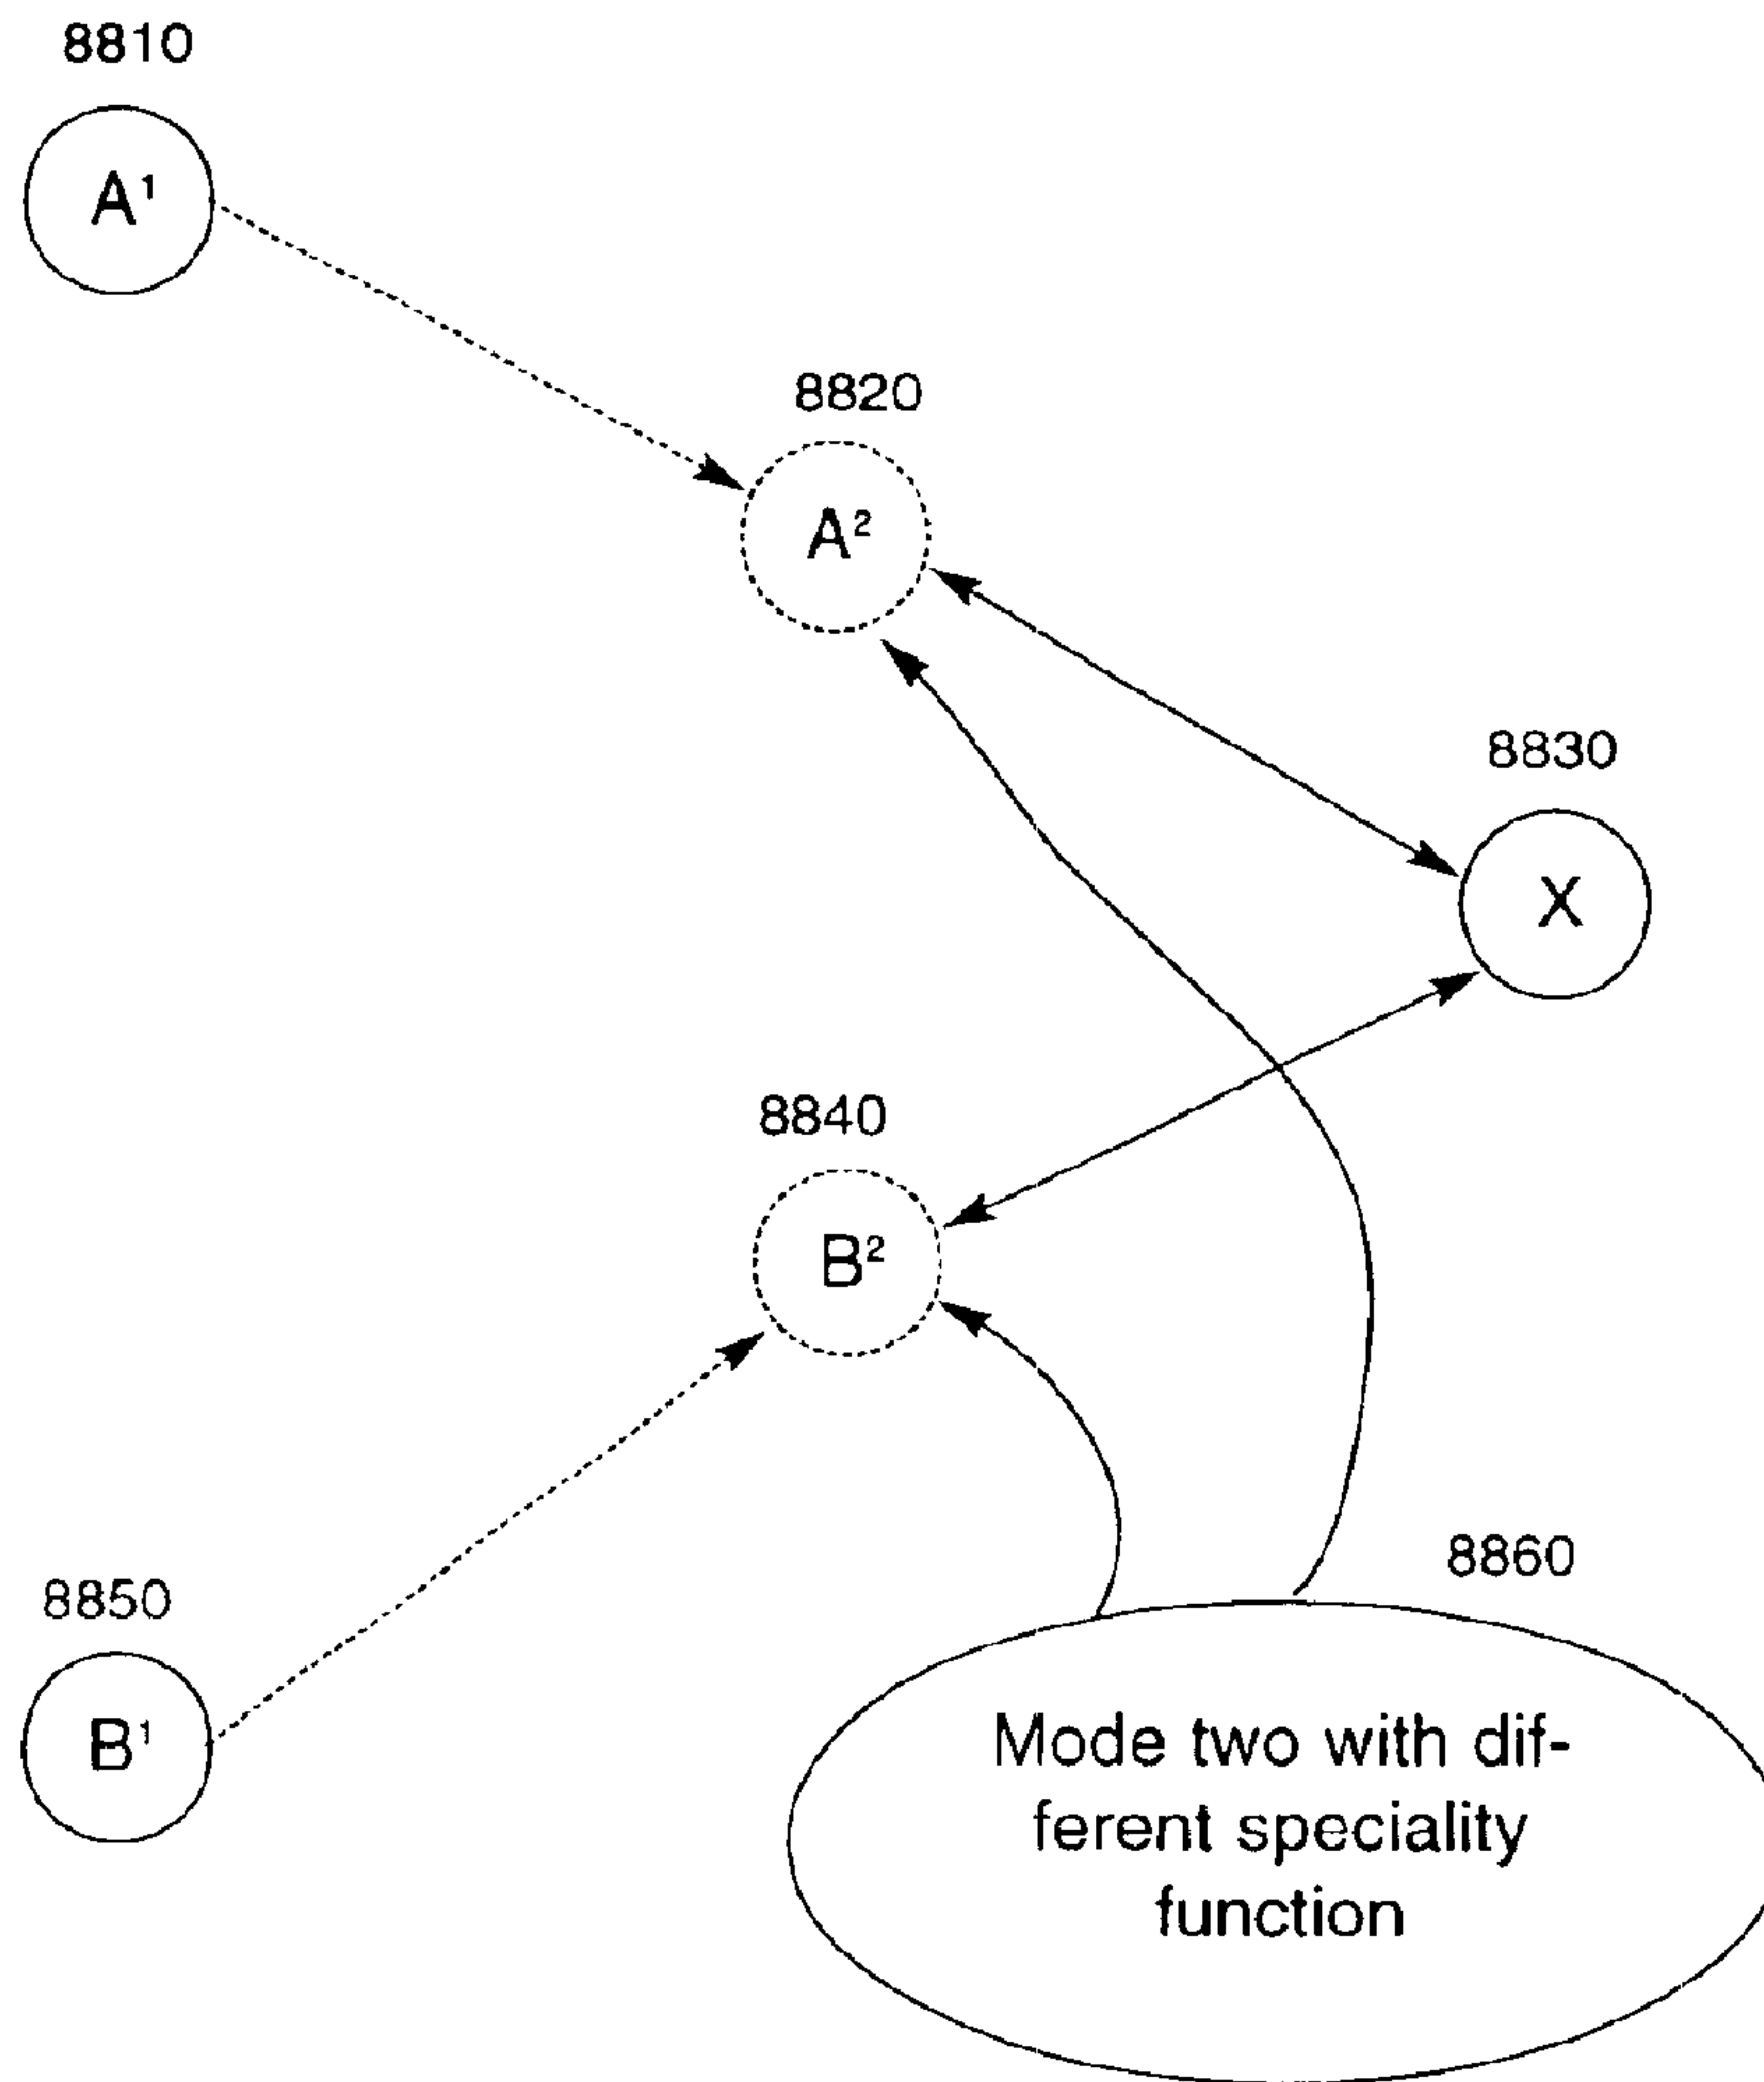 8810
A¹
8820
A²
8830
X
8840
B²
8850
B¹
8860
Mode two with dif-
ferent speciality
function